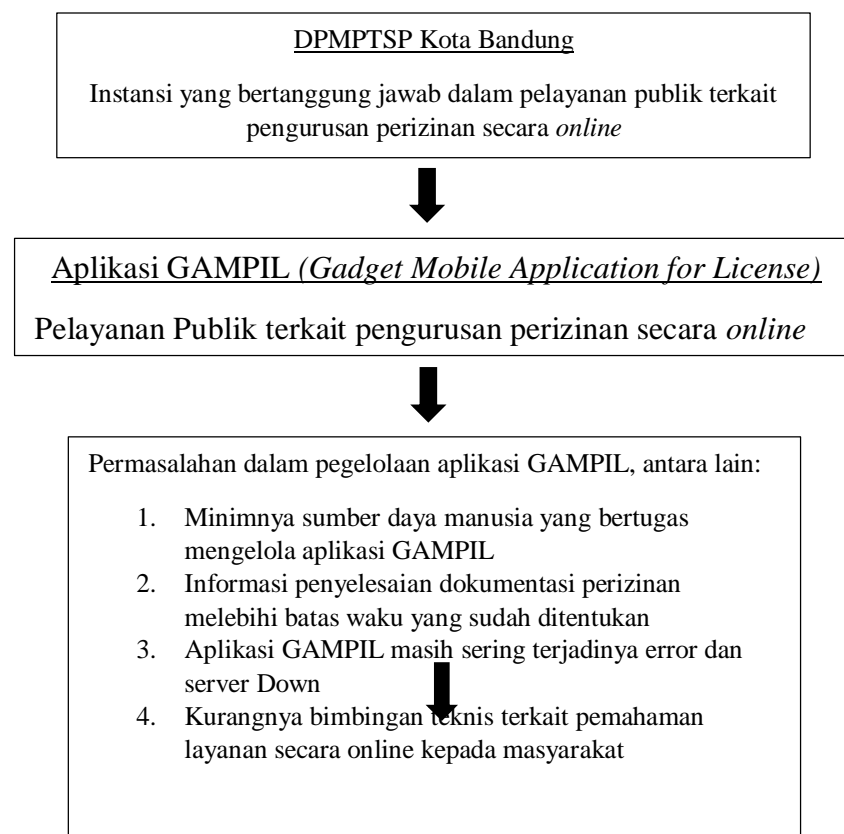 DPMPTSP Kota Bandung
Instansi yang bertanggung jawab dalam pelayanan publik terkait
pengurusan perizinan secara online
Aplikasi GAMPIL (Gadget Mobile Application for License)
Pelayanan Publik terkait pengurusan perizinan secara online
Permasalahan dalam pegelolaan aplikasi GAMPIL, antara lain:
1. Minimnya sumber daya manusia yang bertugas
mengelola aplikasi GAMPIL
2. Informasi penyelesaian dokumentasi perizinan
melebihi batas waku yang sudah ditentukan
3. Aplikasi GAMPIL masih sering terjadinya error dan
server Down
4. Kurangnya bimbingan teknis terkait pemahaman
layanan secara online kepada masyarakat